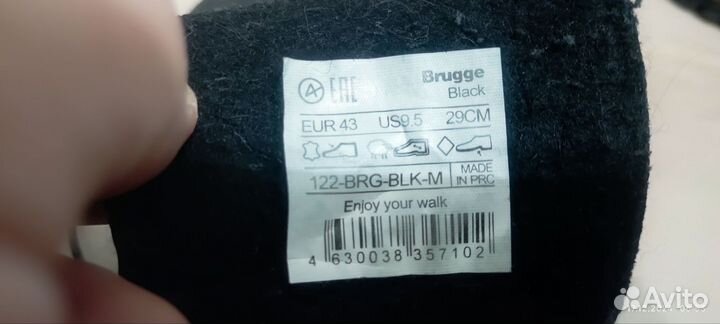 EAC Brugge
Black
EUR 43 US9.5 29CM
122-BRG-BLK-M MADE IN PRC
Enjoy your walk
4 630038 357102
Avito